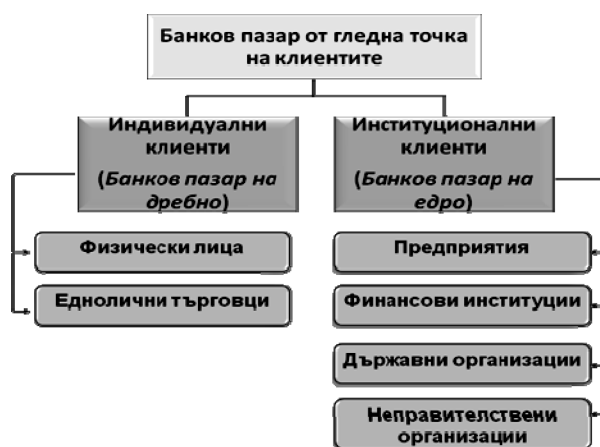 Банков пазар от гледна точка
на клиентите
Индивидуални
клиенти
(Банков пазар на
дребно)
Институционални
клиенти
(Банков пазар на
едро)
Физически лица
Еднолични търговци
Предприятия
Финансови институции
Държавни организации
Неправителствени
организации